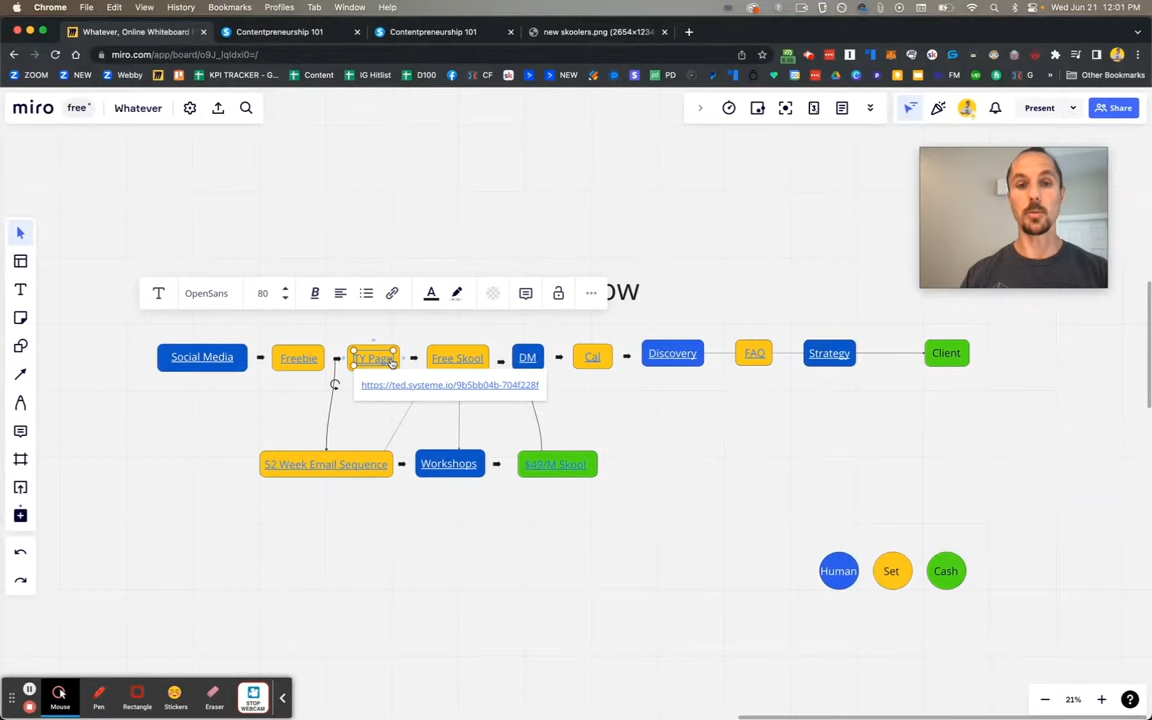 Chrome File Edit View History Bookmarks Profiles Tab Window Help Wed Jun 21 12:01 PM
Whatever, Online Whiteboard Contentpreneurship 101 Contentpreneurship 101 new skoolers.png (2654×1234
miro.com/app/board/o9J_lqIdxi0=/
ZOOM NEW Webby KPI TRACKER - G... Content IG Hitlist D100 CF NEW PD FM G Other Bookmarks
miro free Whatever Present Share
OpenSans 80
ow
Social Media Freebie TY Page Free Skool DM Cal Discovery FAQ Strategy Client
https://ted.systeme.io/9b5bb04b-704f228f
52 Week Email Sequence Workshops $49/M Skool
Human Set Cash
Mouse Pen Rectangle Stickers Eraser STOP WEBCAM
21%